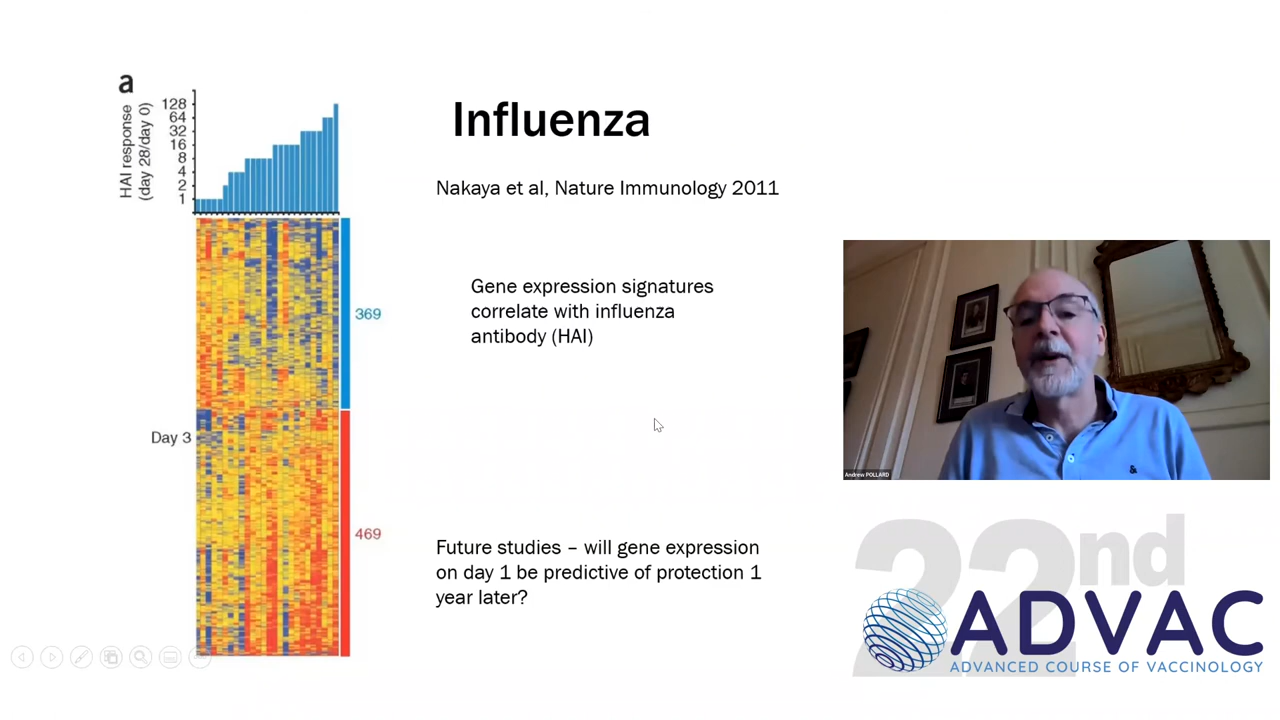 a
HAI response
(day 28/day 0)
128
64
32
16
8
4
2
1
Influenza
Nakaya et al, Nature Immunology 2011
Gene expression signatures
correlate with influenza
antibody (HAI)
369
Day 3
469
Future studies – will gene expression
on day 1 be predictive of protection 1
year later?
Andrew POLLARD
&
22nd
ADVAC
ADVANCED COURSE OF VACCINOLOGY